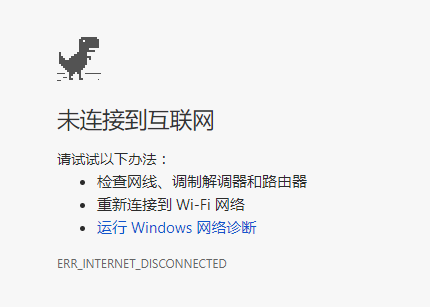 未连接到互联网
请试试以下办法：
• 检查网线、调制解调器和路由器
• 重新连接到 Wi-Fi 网络
• 运行 Windows 网络诊断
ERR_INTERNET_DISCONNECTED